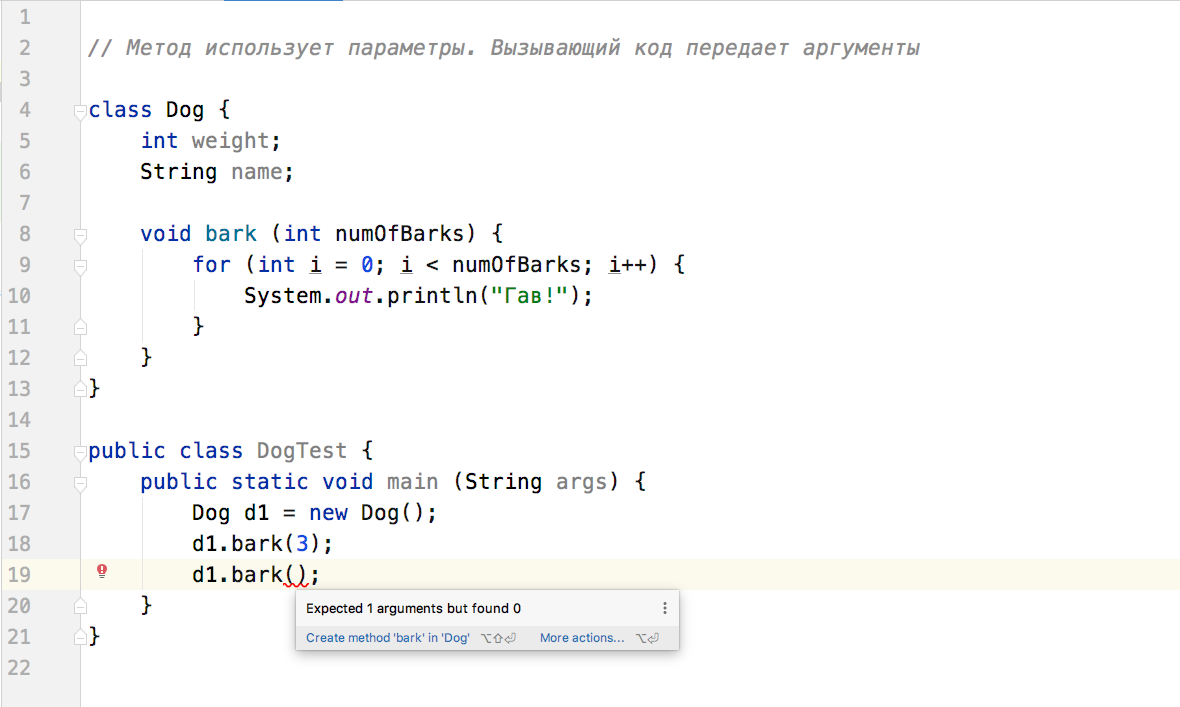 1
2 // Метод использует параметры. Вызывающий код передает аргументы
3
4 class Dog {
5     int weight;
6     String name;
7
8     void bark (int numOfBarks) {
9         for (int i = 0; i < numOfBarks; i++) {
10             System.out.println("Гав!");
11         }
12     }
13 }
14
15 public class DogTest {
16     public static void main (String args) {
17         Dog d1 = new Dog();
18         d1.bark(3);
19         d1.bark();
Expected 1 arguments but found 0
20     }
Create method 'bark' in 'Dog' ⌥⇧⏎ More actions... ⌥⏎
21 }
22